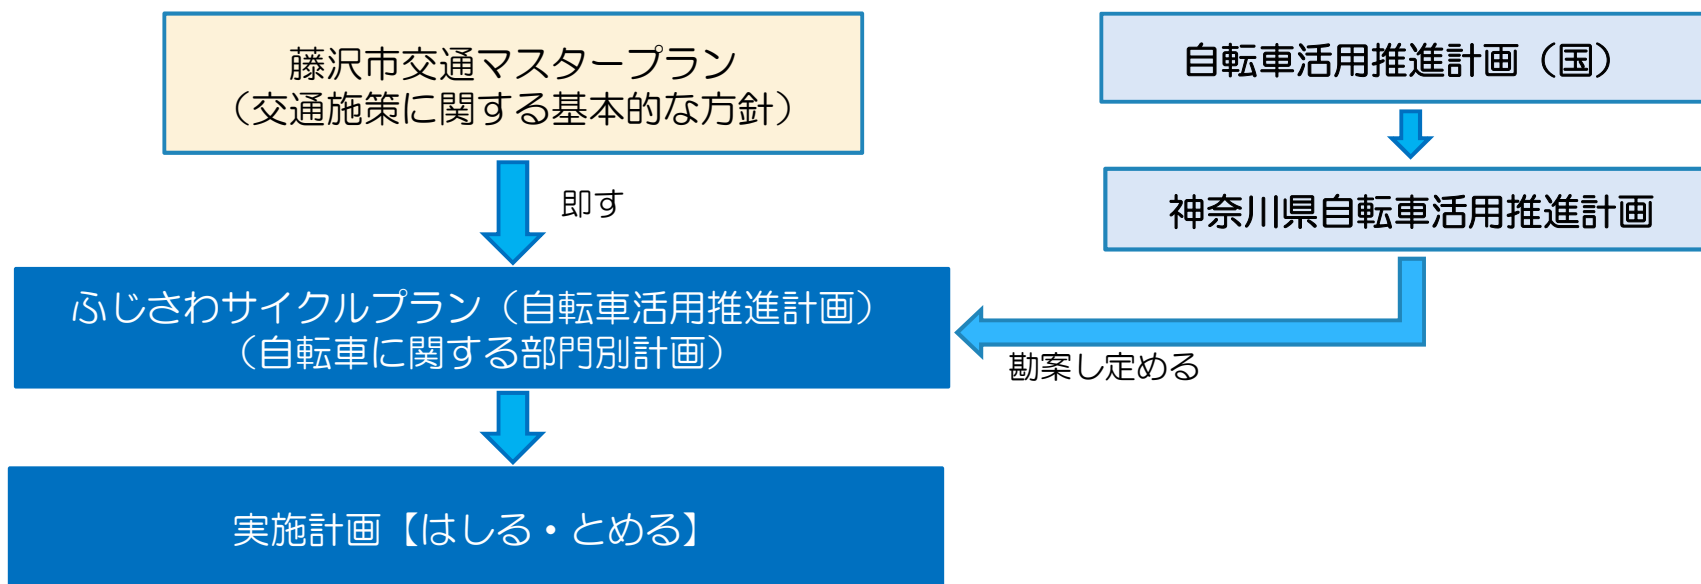 藤沢市交通マスタープラン
（交通施策に関する基本的な方針）
自転車活用推進計画（国）
神奈川県自転車活用推進計画
即す
ふじさわサイクルプラン（自転車活用推進計画）
（自転車に関する部門別計画）
勘案し定める
実施計画【はしる・とめる】